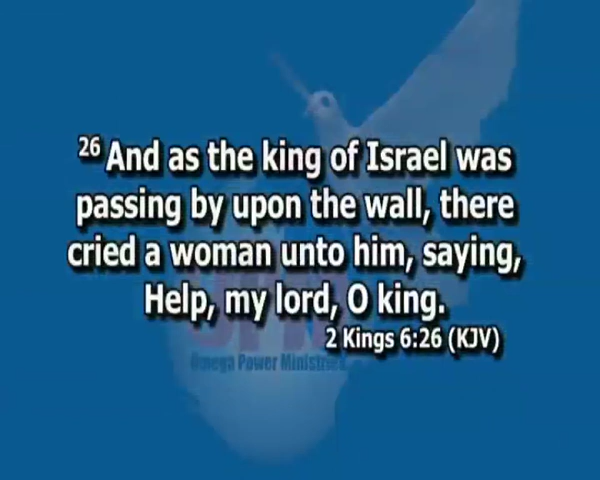 26 And as the king of Israel was
passing by upon the wall, there
cried a woman unto him, saying,
Help, my lord, O king.
2 Kings 6:26 (KJV)
Omega Power Ministries